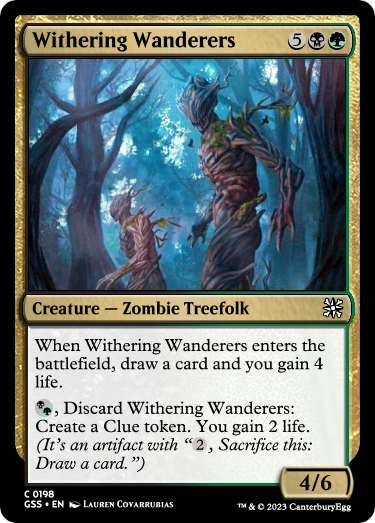 Withering Wanderers 5
Creature — Zombie Treefolk
When Withering Wanderers enters the
battlefield, draw a card and you gain 4
life.
, Discard Withering Wanderers:
Create a Clue token. You gain 2 life.
(It's an artifact with “2, Sacrifice this:
Draw a card.”)
4/6
C 0198
GSS • EN Lauren Covarrubias
™ & © 2023 CanterburyEgg